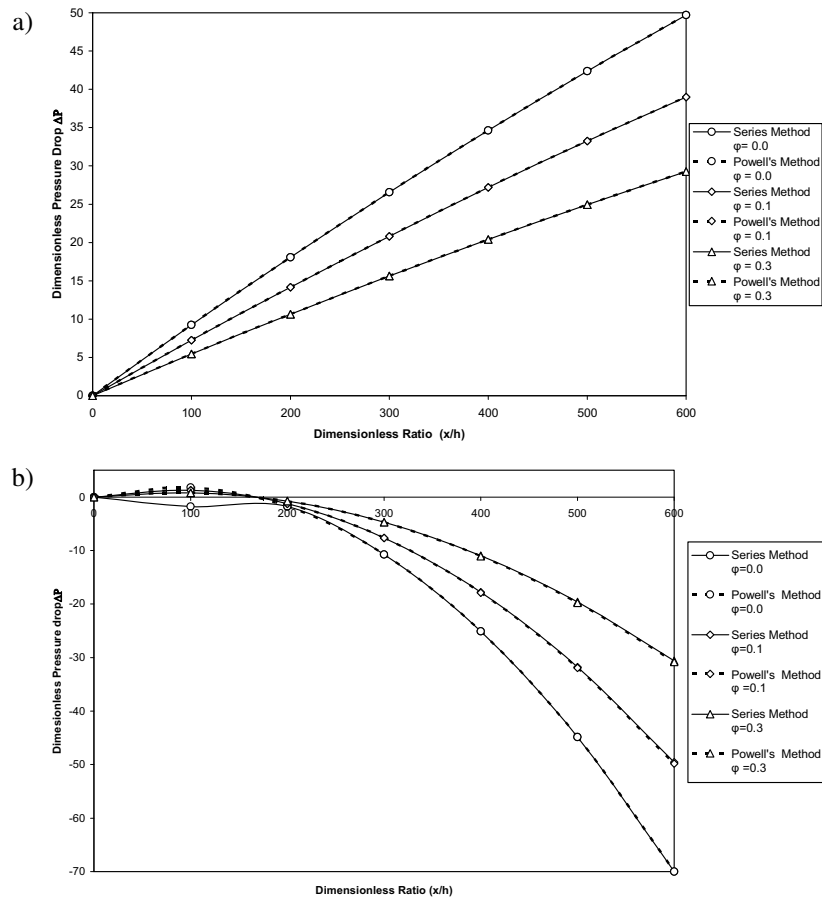 a)
50
45
40
35
30
25
20
15
10
5
0
Dimensionless Pressure Drop ΔP
0 100 200 300 400 500 600
Dimensionless Ratio (x/h)
Series Method
φ= 0.0
Powell's Method
φ = 0.0
Series Method
φ = 0.1
Powell's Method
φ = 0.1
Series Method
φ = 0.3
Powell's Method
φ = 0.3
b)
0
-10
-20
-30
-40
-50
-60
-70
Dimesionless Pressure dropΔP
0 100 200 300 400 500 600
Dimensionless Ratio (x/h)
Series Method
φ=0.0
Powell's Method
φ=0.0
Series Method
φ=0.1
Powell's Method
φ =0.1
Series Method
φ=0.3
Powell's Method
φ =0.3